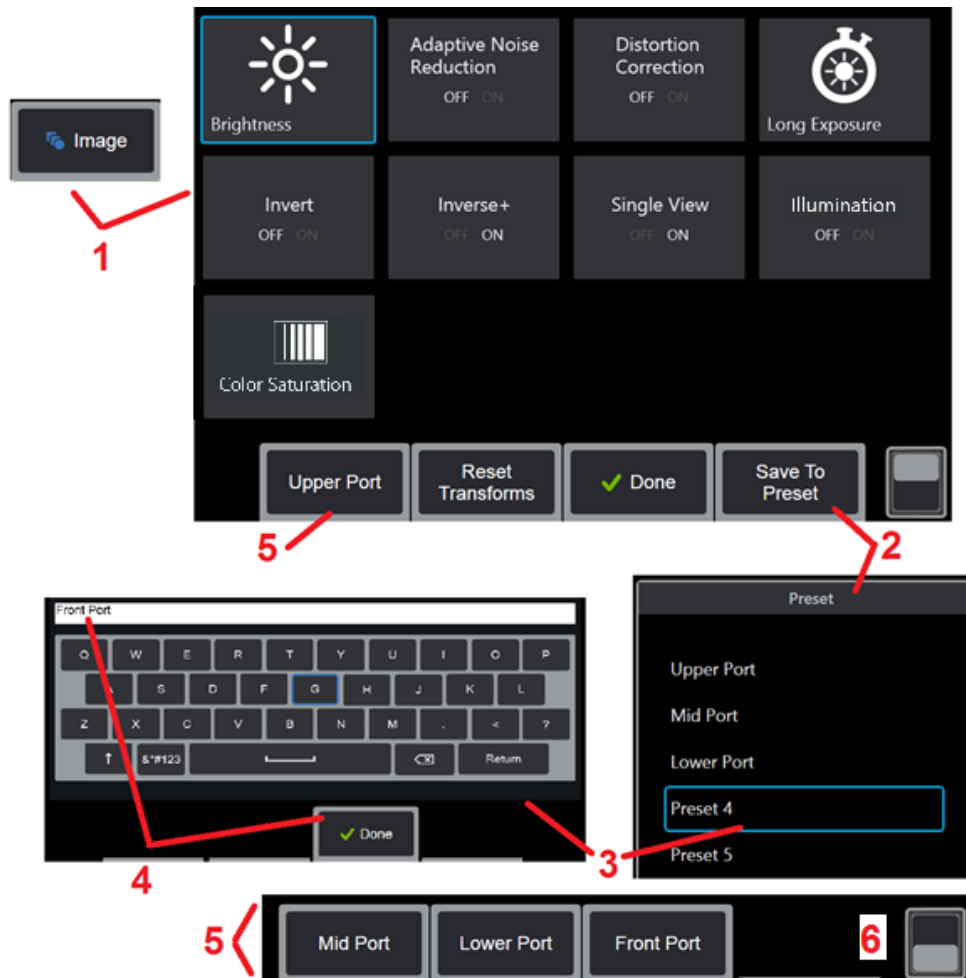 Image
1
Brightness
Adaptive Noise
Reduction
OFF ON
Distortion
Correction
OFF ON
Long Exposure
Invert
OFF ON
Inverse+
OFF ON
Single View
OFF ON
Illumination
OFF ON
Color Saturation
Upper Port
Reset
Transforms
Done
Save To
Preset
5
2
Front Port
Q W E R T Y U I O P
A S D F G H J K L
Z X C V B N M . < ?
↑ &*#123 Return
Done
4
3
Preset
Upper Port
Mid Port
Lower Port
Preset 4
Preset 5
5
Mid Port
Lower Port
Front Port
6